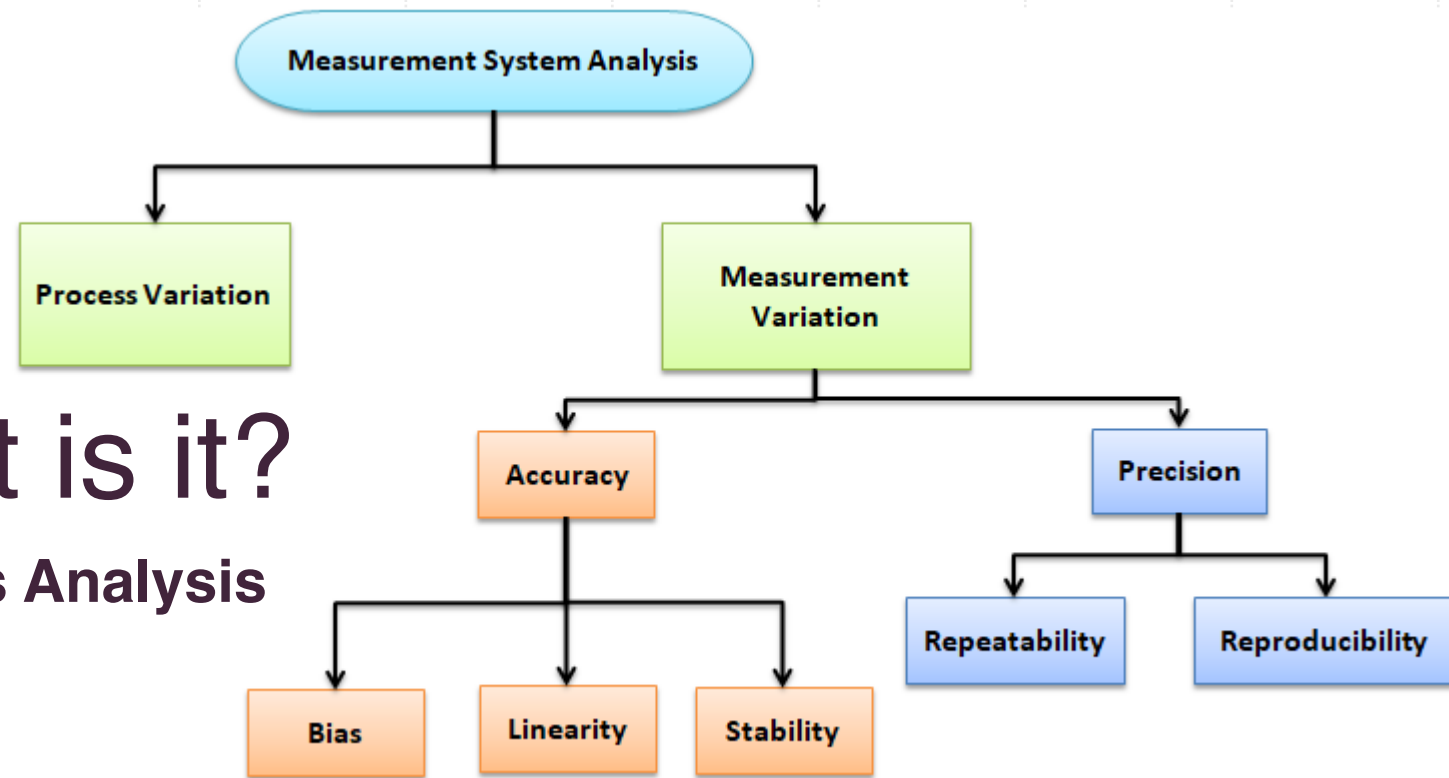 Measurement System Analysis
Process Variation
Measurement
Variation
t is it?
Accuracy
Precision
s Analysis
Repeatability
Reproducibility
Bias
Linearity
Stability